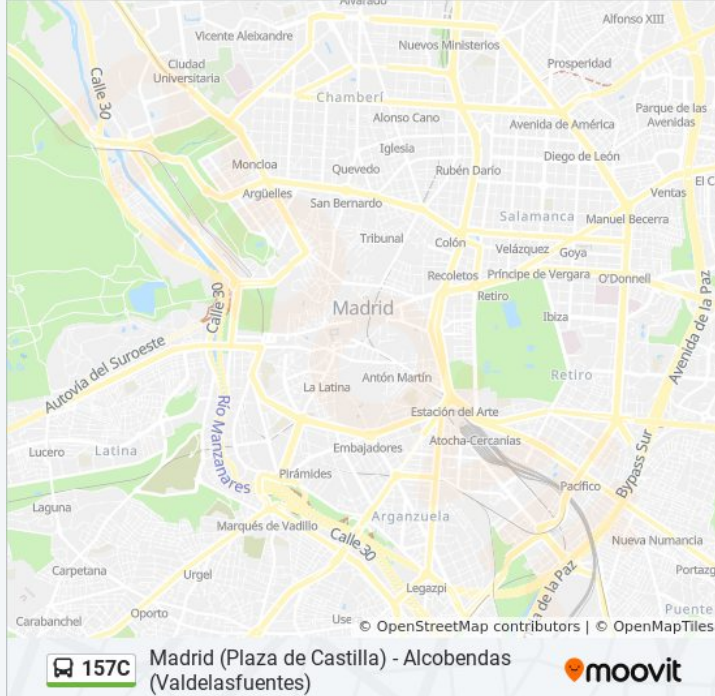 Alvarado
Alfonso XIII
Vicente Aleixandre
Nuevos Ministerios
Ciudad
Universitaria
Prosperidad
Calle 30
Chamberí
Parque de las
Avenidas
Alonso Cano
Avenida de América
Iglesia
Diego de León
Moncloa
Quevedo
Rubén Darío
El C
Argüelles
Ventas
San Bernardo
Salamanca
Manuel Becerra
Tribunal
Colón
Velázquez
Goya
Recoletos
Príncipe de Vergara
O'Donnell
Calle 30
Retiro
Madrid
Ibiza
Avenida de la Paz
Autovía del Suroeste
La Latina
Antón Martín
Retiro
Estación del Arte
Río Manzanares
Lucero
Latina
Embajadores
Atocha-Cercanías
Bypass Sur
Pirámides
Pacífico
Laguna
Arganzuela
Marqués de Vadillo
Calle 30
Nueva Numancia
Carpetana
Urgel
Legazpi
a de la Paz
Portazg
Oporto
Puente
Carabanchel
Use
© OpenStreetMap contributors | © OpenMapTiles
157C
Madrid (Plaza de Castilla) - Alcobendas
(Valdelasfuentes)
moovit